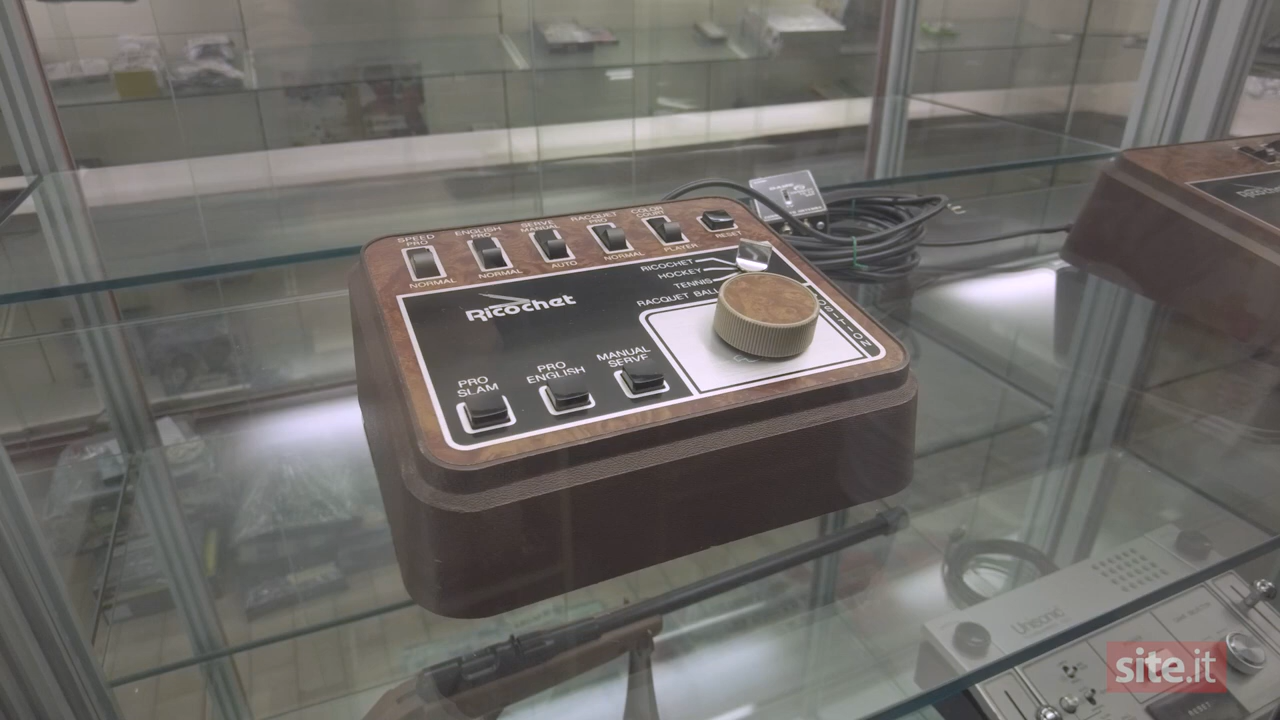 SPEED
PRO
NORMAL
ENGLISH
PRO
NORMAL
SERVE
MANUAL
AUTO
RACQUET
PRO
NORMAL
COLOR
COURT
PLAYER
RESET
RICOCHET
HOCKEY
TENNIS
RACQUET BALL
Ricochet
PRO
SLAM
PRO
ENGLISH
MANUAL
SERVE
Unisonic
RESET
site.it